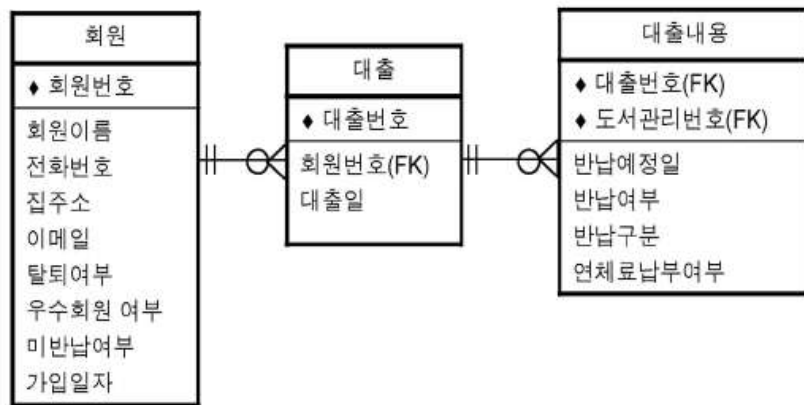 회원
♦ 회원번호
회원이름
전화번호
집주소
이메일
탈퇴여부
우수회원 여부
미반납여부
가입일자
대출
♦ 대출번호
회원번호(FK)
대출일
대출내용
♦ 대출번호(FK)
♦ 도서관리번호(FK)
반납예정일
반납여부
반납구분
연체료납부여부